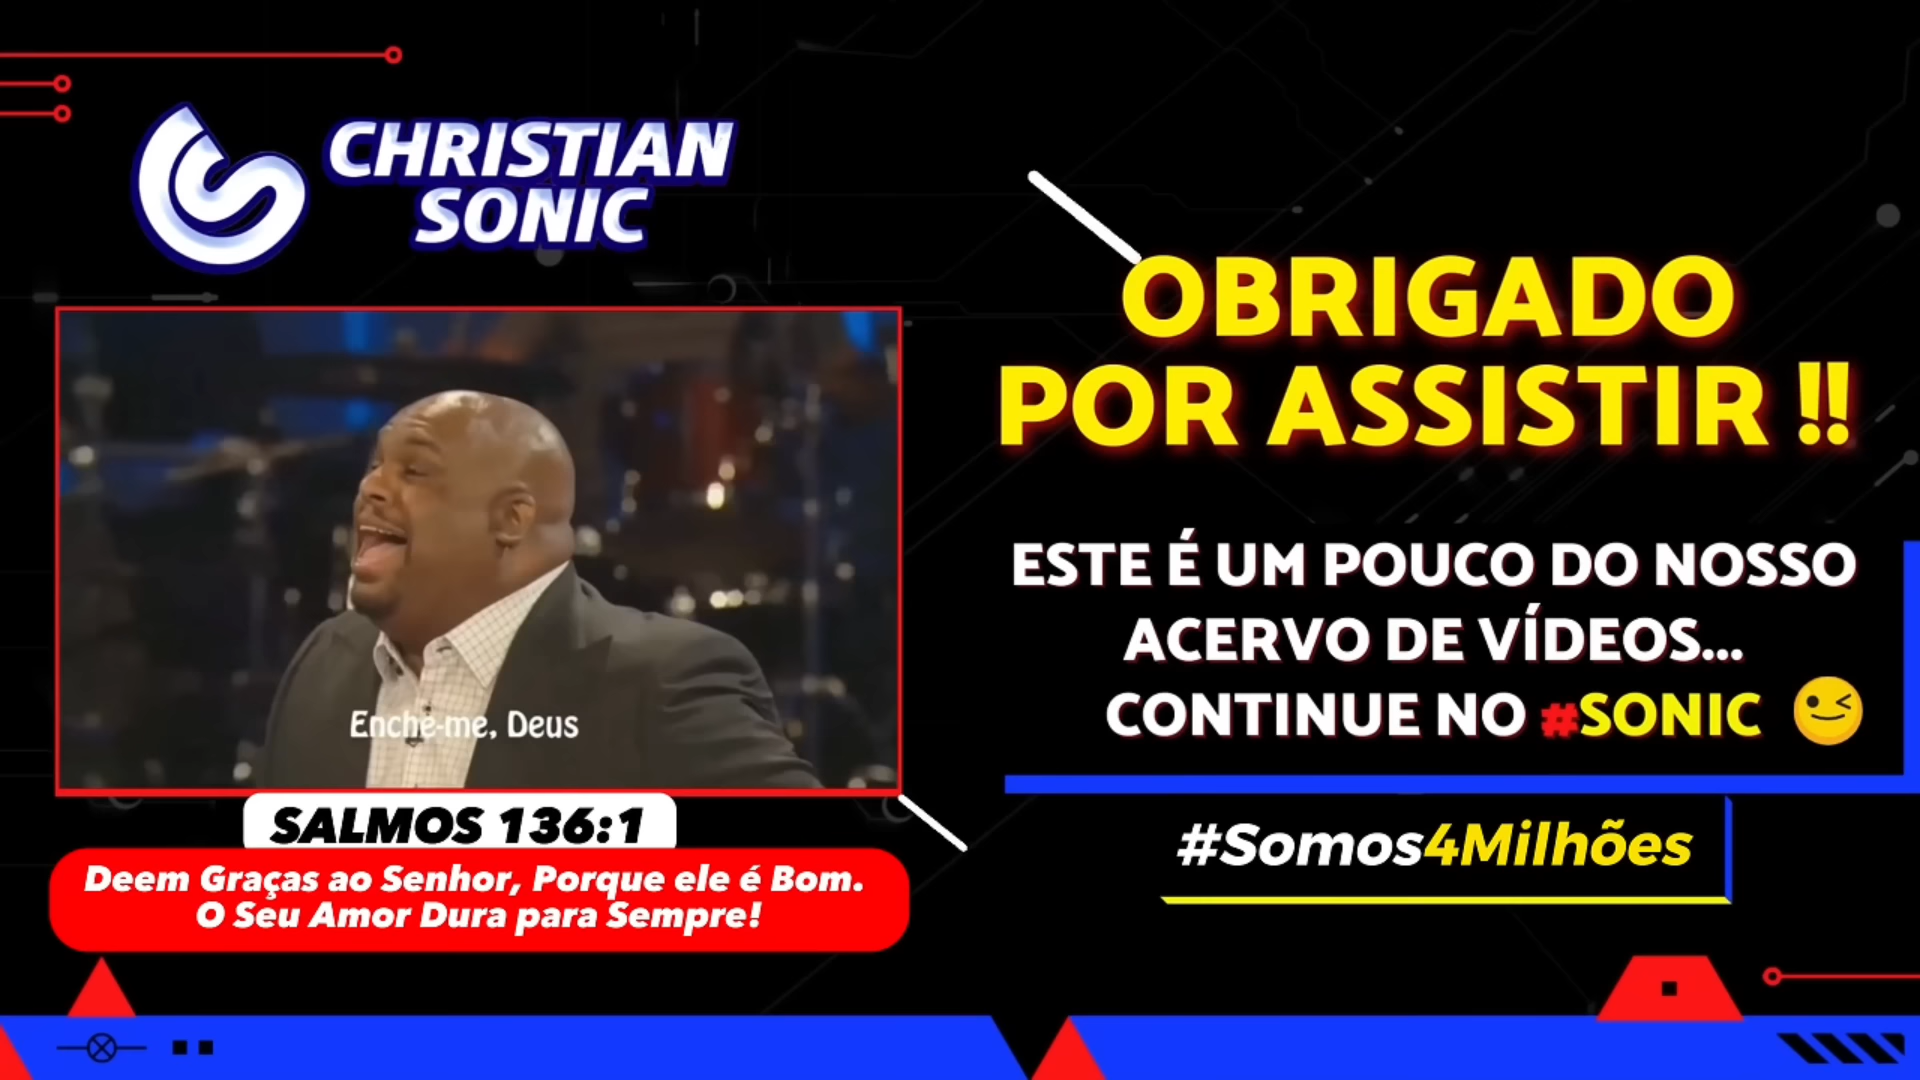 CHRISTIAN
SONIC
Enche-me, Deus
SALMOS 136:1
Deem Graças ao Senhor, Porque ele é Bom.
O Seu Amor Dura para Sempre!
OBRIGADO
POR ASSISTIR !!
ESTE É UM POUCO DO NOSSO
ACERVO DE VÍDEOS...
CONTINUE NO #SONIC
#Somos4Milhões